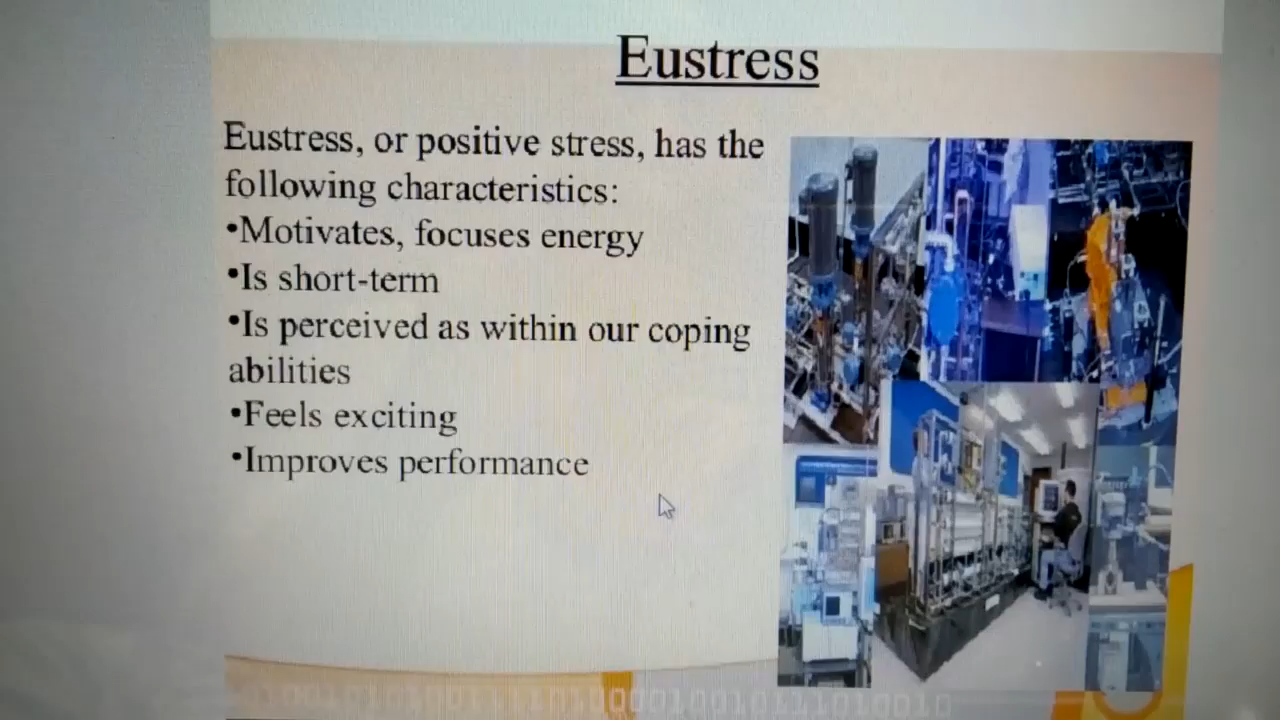 Eustress
Eustress, or positive stress, has the
following characteristics:
•Motivates, focuses energy
•Is short-term
•Is perceived as within our coping
abilities
•Feels exciting
•Improves performance